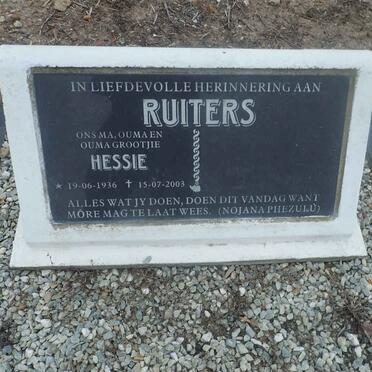 IN LIEFDEVOLLE HERINNERING AAN
RUITERS
ONS MA, OUMA EN
OUMA GROOTJIE
HESSIE
★ 19-06-1936 ✝ 15-07-2003
ALLES WAT JY DOEN, DOEN DIT VANDAG WANT
MÔRE MAG TE LAAT WEES. (NOJANA PHEZULU)